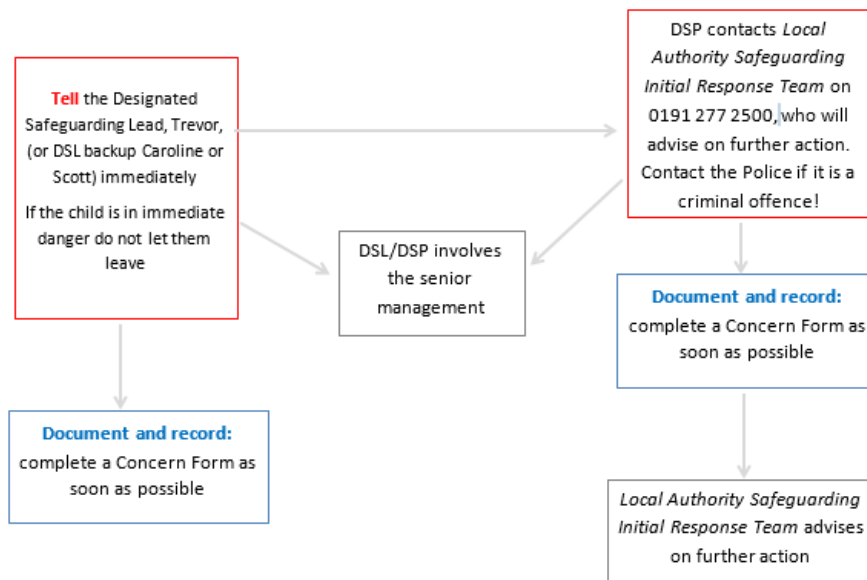 Tell the Designated
Safeguarding Lead, Trevor,
(or DSL backup Caroline or
Scott) immediately
If the child is in immediate
danger do not let them
leave
DSP contacts Local
Authority Safeguarding
Initial Response Team on
0191 277 2500, who will
advise on further action.
Contact the Police if it is a
criminal offence!
DSL/DSP involves
the senior
management
Document and record:
complete a Concern Form as
soon as possible
Document and record:
complete a Concern Form as
soon as possible
Local Authority Safeguarding
Initial Response Team advises
on further action